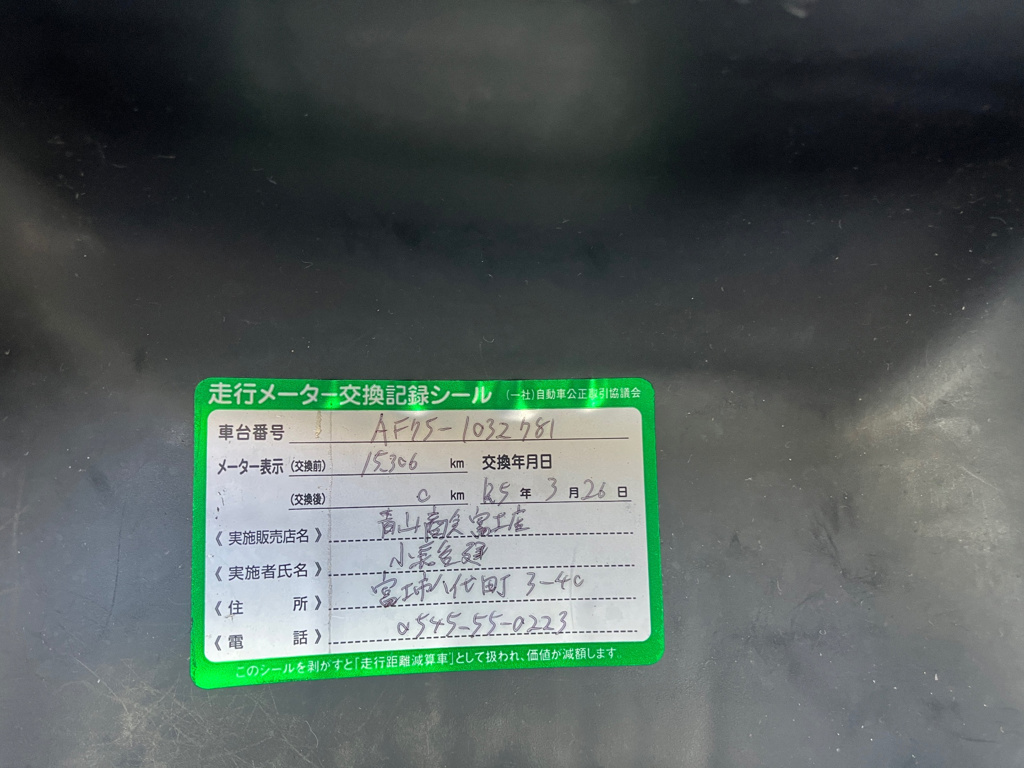 走行メーター交換記録シール (一社)自動車公正取引協議会
車台番号 AF75-1032781
メーター表示 (交換前) 15306 km 交換年月日
(交換後) 0 km R5 年 3 月 26 日
《 実施販売店名 》 青山商会 富士店
《 実施者氏名 》 小長谷
《 住 所 》 富士市八代町 3-40
《 電 話 》 0545-55-0223
このシールを剥がすと「走行距離減算車」として扱われ、価値が減額します。